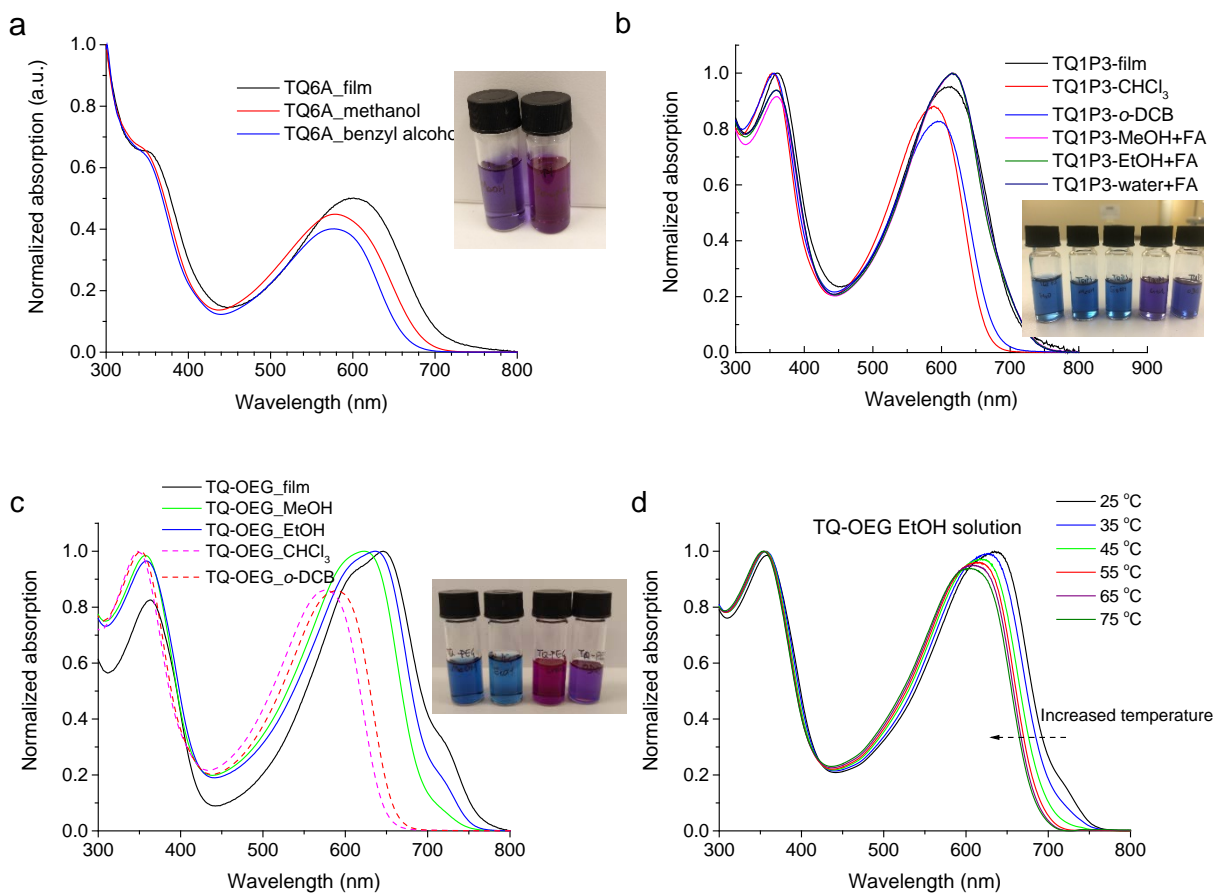 a
TQ6A_film
TQ6A_methanol
TQ6A_benzyl alcoho
Normalized absorption (a.u.)
1.0
0.8
0.6
0.4
0.2
0.0
300 400 500 600 700 800
Wavelength (nm)
b
TQ1P3-film
TQ1P3-CHCl₃
TQ1P3-o-DCB
TQ1P3-MeOH+FA
TQ1P3-EtOH+FA
TQ1P3-water+FA
Normalized absorption
1.0
0.8
0.6
0.4
0.2
0.0
300 400 500 600 700 800 900
Wavelength (nm)
c
TQ-OEG_film
TQ-OEG_MeOH
TQ-OEG_EtOH
TQ-OEG_CHCl₃
TQ-OEG_o-DCB
Normalized absorption
1.0
0.8
0.6
0.4
0.2
0.0
TQ-PEG
TQ-PE
300 400 500 600 700 800
Wavelength (nm)
d
TQ-OEG EtOH solution
25 °C
35 °C
45 °C
55 °C
65 °C
75 °C
Increased temperature
Normalized absorption
1.0
0.8
0.6
0.4
0.2
0.0
300 400 500 600 700 800
Wavelength (nm)